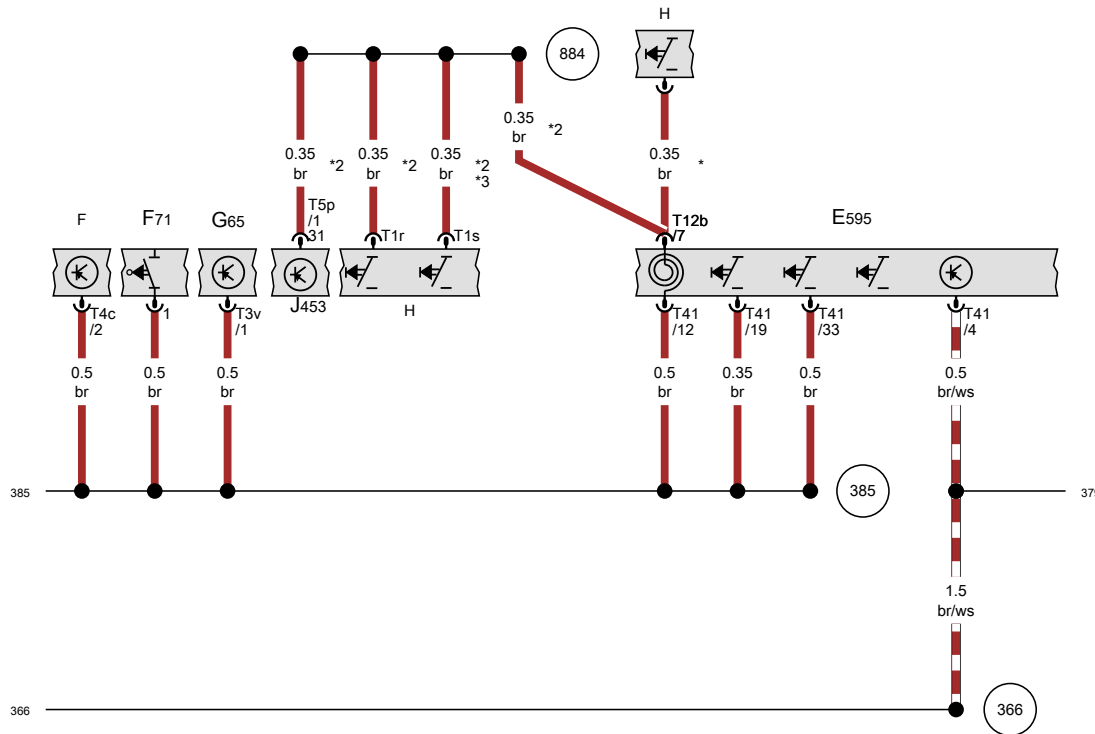 H
884
0.35
br
*2
0.35
br
*2
0.35
br
*2
0.35
br
*2
*3
0.35
br
*
T5p
/1
31
T1r
T1s
T12b
/7
F
F71
G65
E595
J453
H
T4c
/2
1
T3v
/1
T41
/12
T41
/19
T41
/33
T41
/4
0.5
br
0.5
br
0.5
br
0.5
br
0.35
br
0.5
br
0.5
br/ws
385
385
1.5
br/ws
366
366